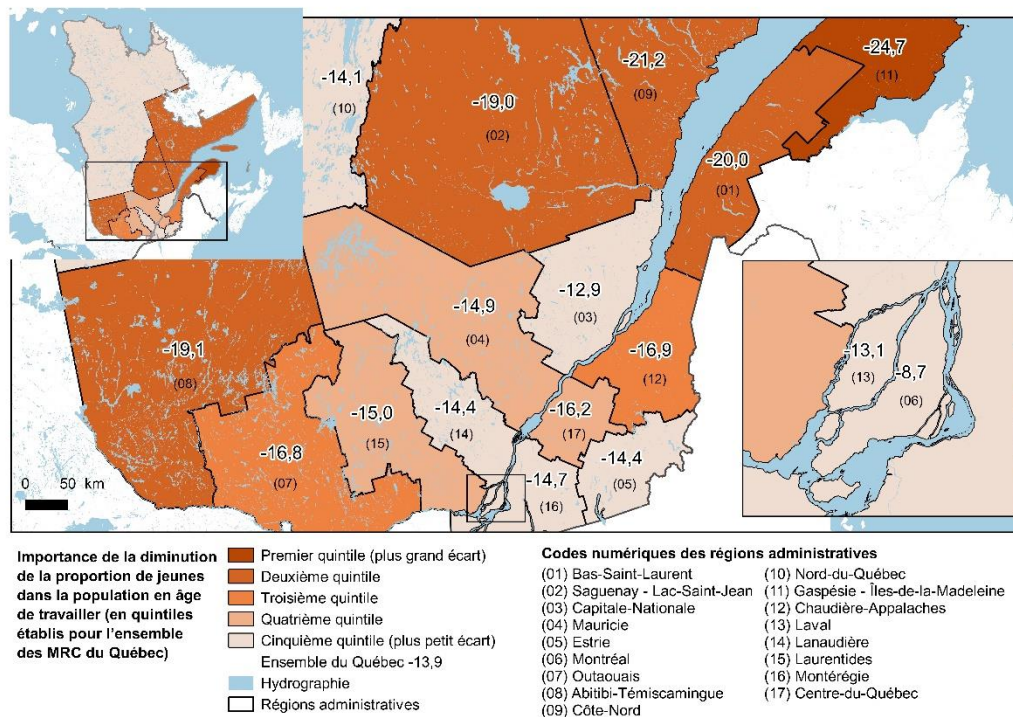 -14,1
(10)
-19,0
(02)
-21,2
(09)
-24,7
(11)
-20,0
(01)
-12,9
(03)
-14,9
(04)
-19,1
(08)
-16,9
(12)
-13,1
(13)
-8,7
(06)
-15,0
(15)
-14,4
(14)
-16,2
(17)
-16,8
(07)
-14,7
(16)
-14,4
(05)
0 50 km
Importance de la diminution
de la proportion de jeunes
dans la population en âge
de travailler (en quintiles
établis pour l'ensemble
des MRC du Québec)
Premier quintile (plus grand écart)
Deuxième quintile
Troisième quintile
Quatrième quintile
Cinquième quintile (plus petit écart)
Ensemble du Québec -13,9
Hydrographie
Régions administratives
Codes numériques des régions administratives
(01) Bas-Saint-Laurent
(02) Saguenay - Lac-Saint-Jean
(03) Capitale-Nationale
(04) Mauricie
(05) Estrie
(06) Montréal
(07) Outaouais
(08) Abitibi-Témiscamingue
(09) Côte-Nord
(10) Nord-du-Québec
(11) Gaspésie - Îles-de-la-Madeleine
(12) Chaudière-Appalaches
(13) Laval
(14) Lanaudière
(15) Laurentides
(16) Montérégie
(17) Centre-du-Québec